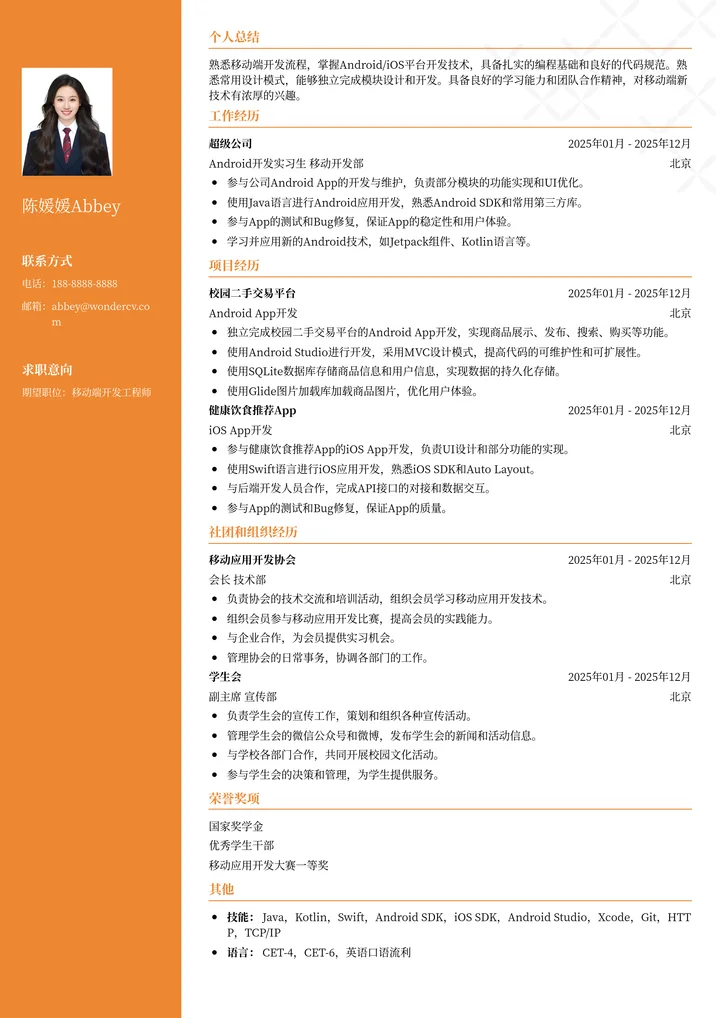 陈媛媛Abbey
联系方式
电话：188-8888-8888
邮箱：abbey@wondercv.co
m
求职意向
期望职位：移动端开发工程师
个人总结
熟悉移动端开发流程，掌握Android/iOS平台开发技术，具备扎实的编程基础和良好的代码规范。熟
悉常用设计模式，能够独立完成模块设计和开发。具备良好的学习能力和团队合作精神，对移动端新
技术有浓厚的兴趣。
工作经历
超级公司 2025年01月 - 2025年12月
Android开发实习生 移动开发部 北京
• 参与公司Android App的开发与维护，负责部分模块的功能实现和UI优化。
• 使用Java语言进行Android应用开发，熟悉Android SDK和常用第三方库。
• 参与App的测试和Bug修复，保证App的稳定性和用户体验。
• 学习并应用新的Android技术，如Jetpack组件、Kotlin语言等。
项目经历
校园二手交易平台 2025年01月 - 2025年12月
Android App开发 北京
• 独立完成校园二手交易平台的Android App开发，实现商品展示、发布、搜索、购买等功能。
• 使用Android Studio进行开发，采用MVC设计模式，提高代码的可维护性和可扩展性。
• 使用SQLite数据库存储商品信息和用户信息，实现数据的持久化存储。
• 使用Glide图片加载库加载商品图片，优化用户体验。
健康饮食推荐App 2025年01月 - 2025年12月
iOS App开发 北京
• 参与健康饮食推荐App的iOS App开发，负责UI设计和部分功能的实现。
• 使用Swift语言进行iOS应用开发，熟悉iOS SDK和Auto Layout。
• 与后端开发人员合作，完成API接口的对接和数据交互。
• 参与App的测试和Bug修复，保证App的质量。
社团和组织经历
移动应用开发协会 2025年01月 - 2025年12月
会长 技术部 北京
• 负责协会的技术交流和培训活动，组织会员学习移动应用开发技术。
• 组织会员参与移动应用开发比赛，提高会员的实践能力。
• 与企业合作，为会员提供实习机会。
• 管理协会的日常事务，协调各部门的工作。
学生会 2025年01月 - 2025年12月
副主席 宣传部 北京
• 负责学生会的宣传工作，策划和组织各种宣传活动。
• 管理学生会的微信公众号和微博，发布学生会的新闻和活动信息。
• 与学校各部门合作，共同开展校园文化活动。
• 参与学生会的决策和管理，为学生提供服务。
荣誉奖项
国家奖学金
优秀学生干部
移动应用开发大赛一等奖
其他
• 技能： Java，Kotlin，Swift，Android SDK，iOS SDK，Android Studio，Xcode，Git，HTT
P，TCP/IP
• 语言： CET-4，CET-6，英语口语流利